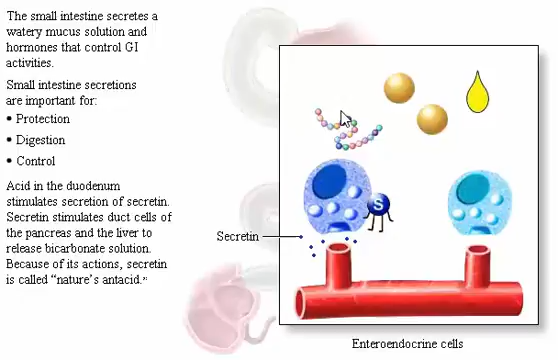 The small intestine secretes a
watery mucus solution and
hormones that control GI
activities.
Small intestine secretions
are important for:
• Protection
• Digestion
• Control
Acid in the duodenum
stimulates secretion of secretin.
Secretin stimulates duct cells of
the pancreas and the liver to
release bicarbonate solution.
Because of its actions, secretin
is called “nature’s antacid.”
S
Secretin
Enteroendocrine cells